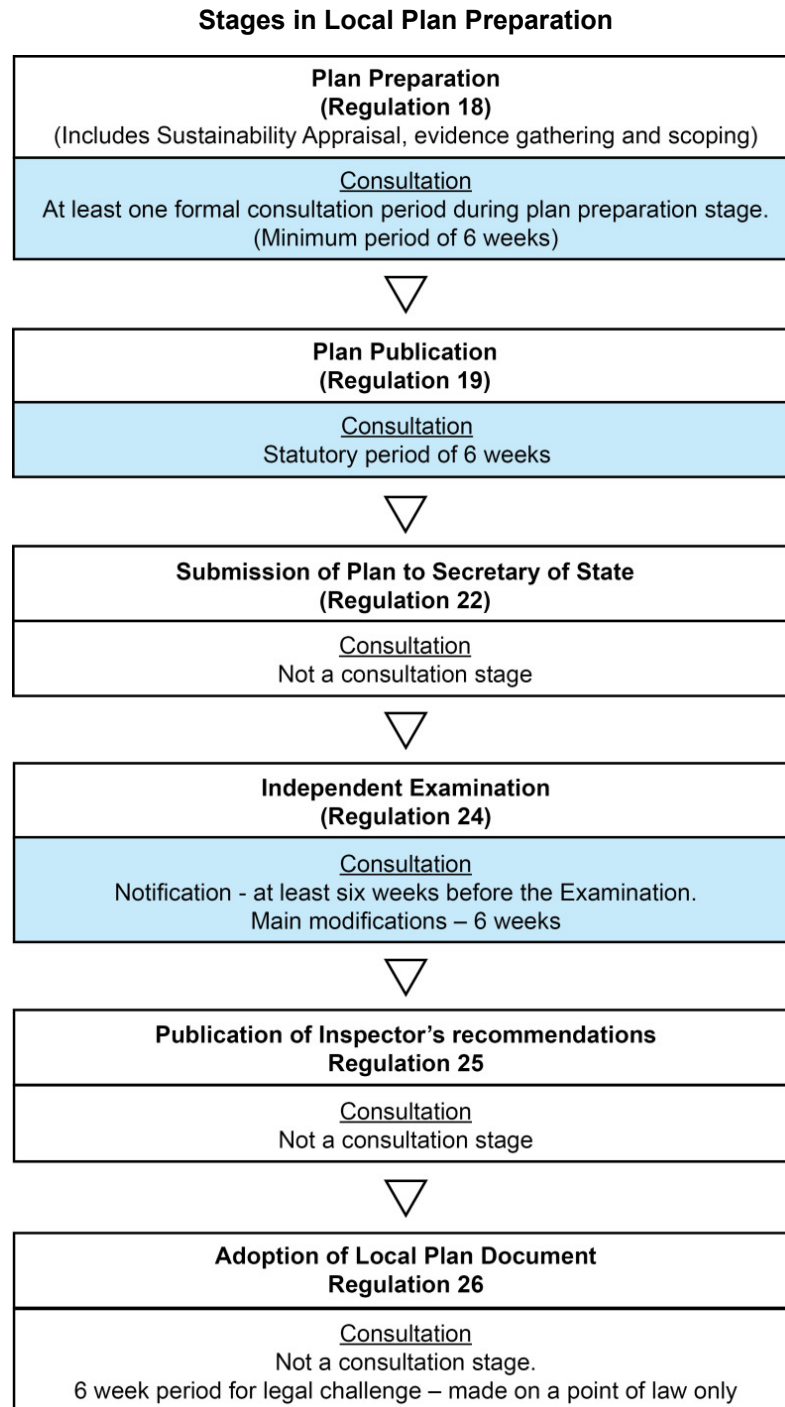 Stages in Local Plan Preparation
Plan Preparation
(Regulation 18)
(Includes Sustainability Appraisal, evidence gathering and scoping)
Consultation
At least one formal consultation period during plan preparation stage.
(Minimum period of 6 weeks)
Plan Publication
(Regulation 19)
Consultation
Statutory period of 6 weeks
Submission of Plan to Secretary of State
(Regulation 22)
Consultation
Not a consultation stage
Independent Examination
(Regulation 24)
Consultation
Notification - at least six weeks before the Examination.
Main modifications – 6 weeks
Publication of Inspector’s recommendations
Regulation 25
Consultation
Not a consultation stage
Adoption of Local Plan Document
Regulation 26
Consultation
Not a consultation stage.
6 week period for legal challenge – made on a point of law only